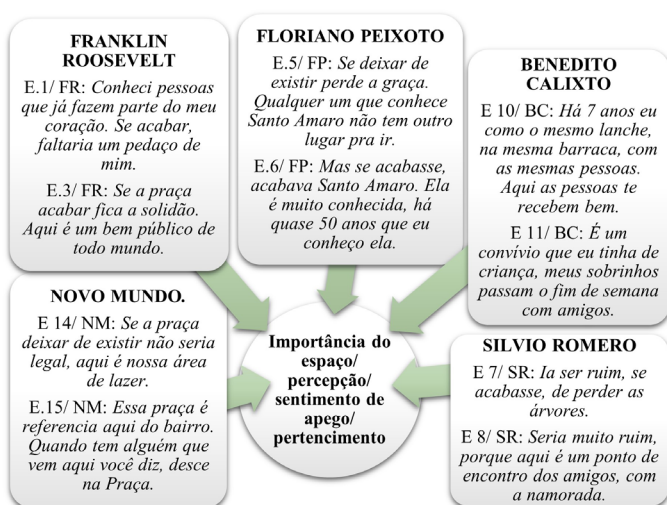 FRANKLIN
ROOSEVELT
E.1/ FR: Conheci pessoas
que já fazem parte do meu
coração. Se acabar,
faltaria um pedaço de
mim.
E.3/ FR: Se a praça
acabar fica a solidão.
Aqui é um bem público de
todo mundo.
FLORIANO PEIXOTO
E.5/ FP: Se deixar de
existir perde a graça.
Qualquer um que conhece
Santo Amaro não tem outro
lugar pra ir.
E.6/ FP: Mas se acabasse,
acabava Santo Amaro. Ela
é muito conhecida, há
quase 50 anos que eu
conheço ela.
BENEDITO
CALIXTO
E 10/ BC: Há 7 anos eu
como o mesmo lanche,
na mesma barraca, com
as mesmas pessoas.
Aqui as pessoas te
recebem bem.
E 11/ BC: É um
convívio que eu tinha de
criança, meus sobrinhos
passam o fim de semana
com amigos.
NOVO MUNDO.
E 14/ NM: Se a praça
deixar de existir não seria
legal, aqui é nossa área
de lazer.
E.15/ NM: Essa praça é
referencia aqui do bairro.
Quando tem alguém que
vem aqui você diz, desce
na Praça.
Importância do
espaço/
percepção/
sentimento de
apego/
pertencimento
SILVIO ROMERO
E 7/ SR: Ia ser ruim, se
acabasse, de perder as
árvores.
E 8/ SR: Seria muito ruim,
porque aqui é um ponto de
encontro dos amigos, com
a namorada.